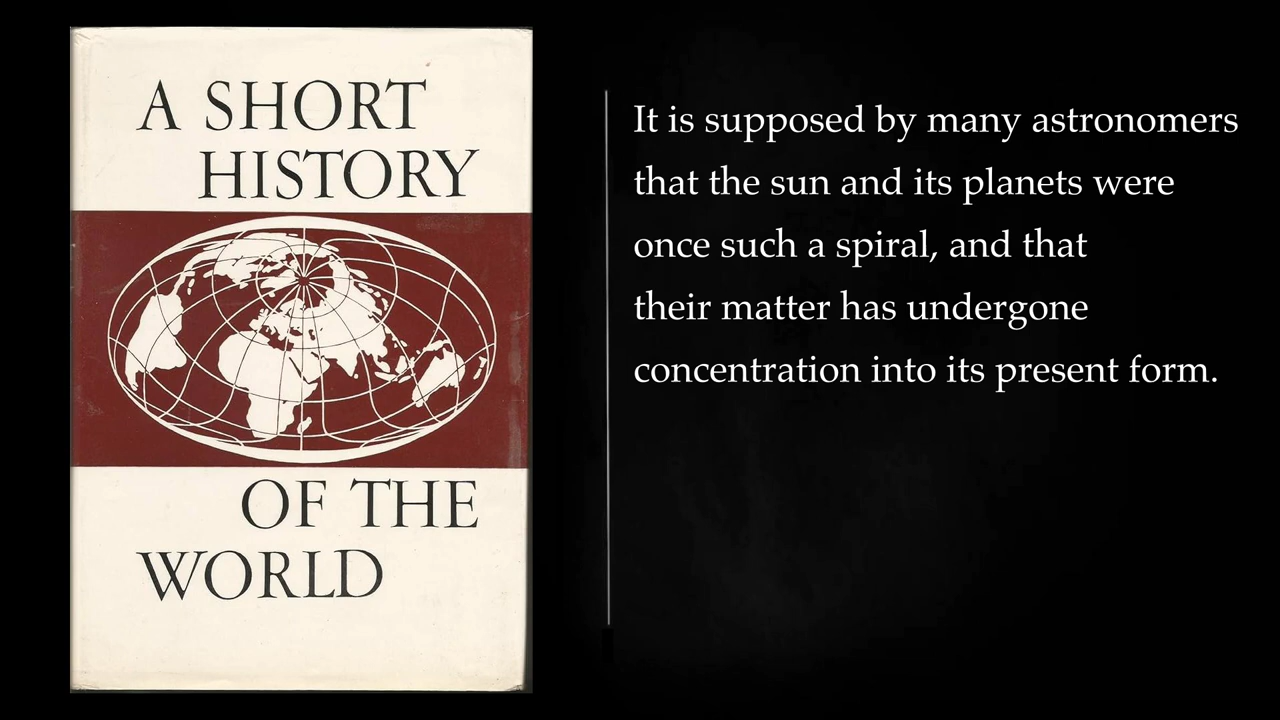 A SHORT
HISTORY
OF THE
WORLD
It is supposed by many astronomers
that the sun and its planets were
once such a spiral, and that
their matter has undergone
concentration into its present form.